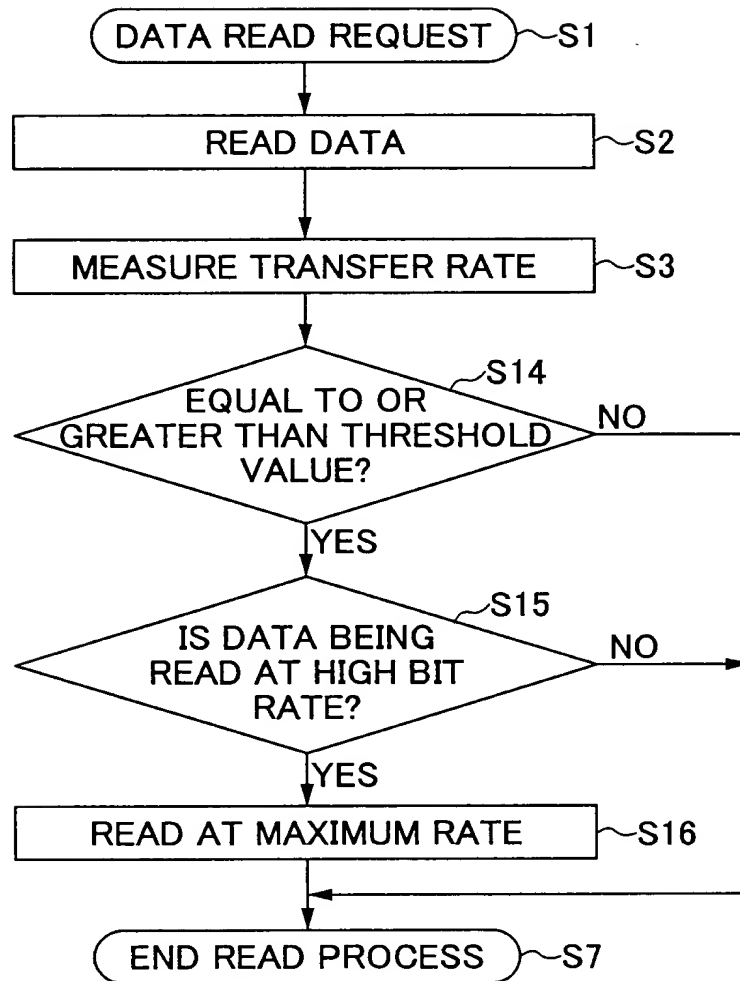 DATA READ REQUEST S1
READ DATA S2
MEASURE TRANSFER RATE S3
S14
EQUAL TO OR
GREATER THAN THRESHOLD
VALUE?
NO
YES
S15
IS DATA BEING
READ AT HIGH BIT
RATE?
NO
YES
READ AT MAXIMUM RATE S16
END READ PROCESS S7